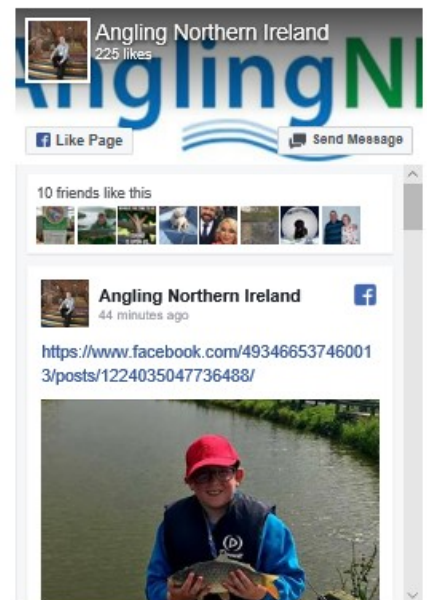 Angling Northern Ireland
225 likes
AnglingNI
Like Page
Send Message
10 friends like this
Angling Northern Ireland
44 minutes ago
https://www.facebook.com/49346653746001
3/posts/1224035047736488/